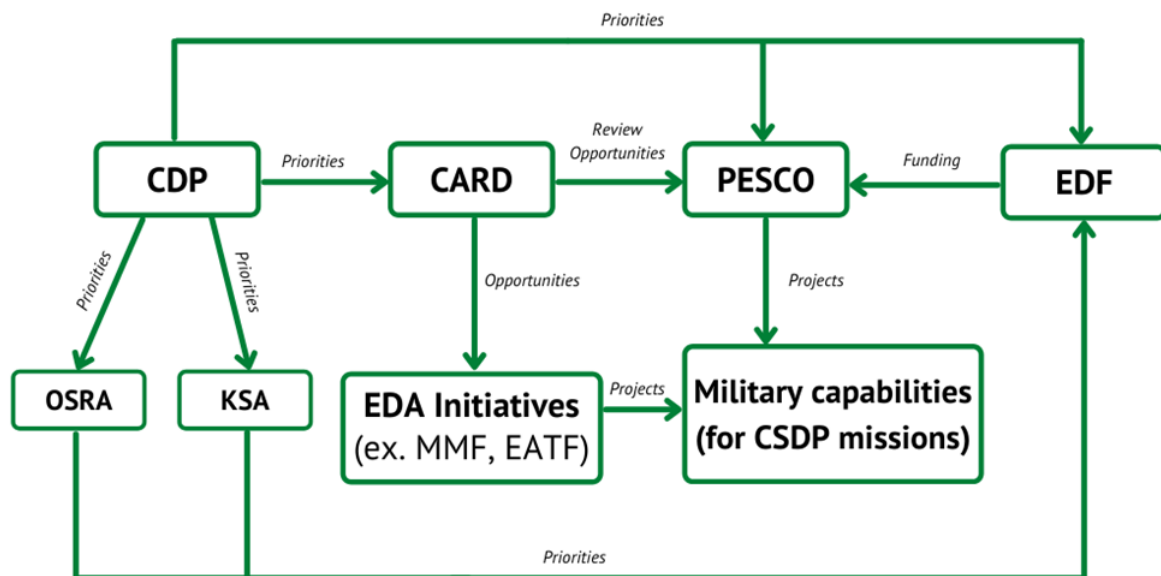 Priorities
CDP
Priorities
CARD
Review
Opportunities
PESCO
Funding
EDF
Priorities
Priorities
Opportunities
Projects
OSRA
KSA
EDA Initiatives
(ex. MMF, EATF)
Projects
Military capabilities
(for CSDP missions)
Priorities